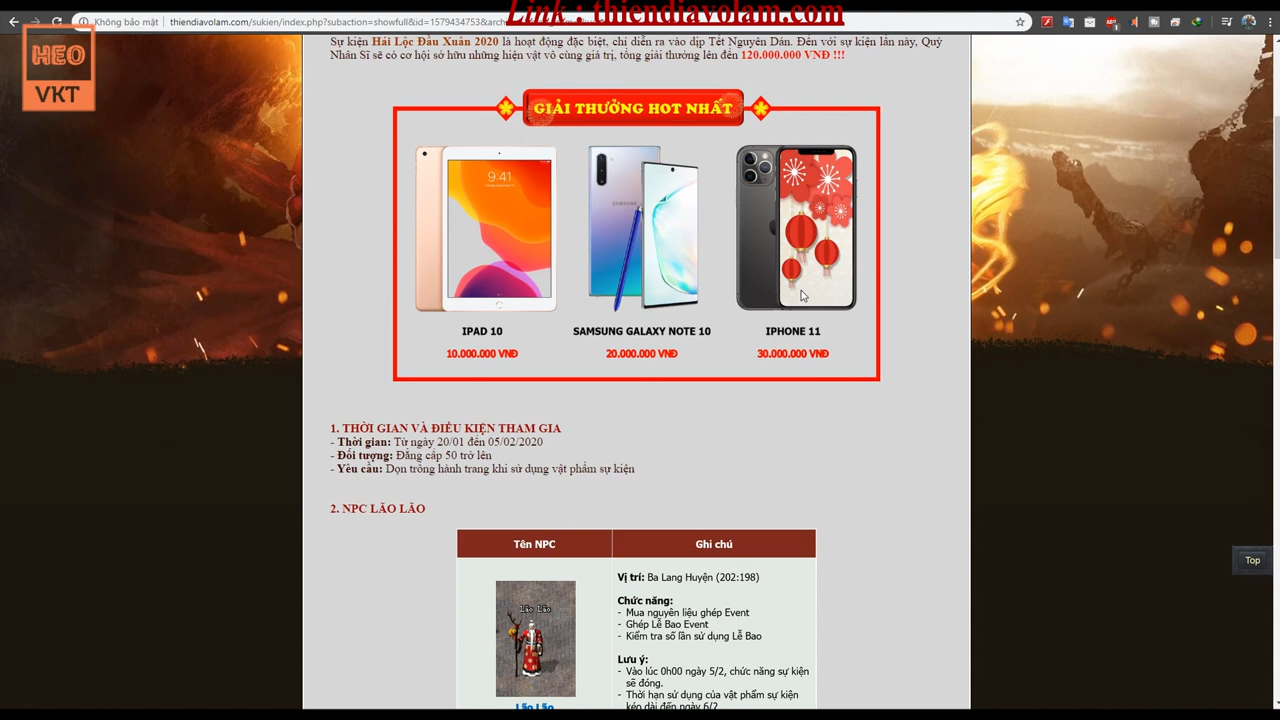 Link : thiendiavolam.com
Không bảo mật | thiendiavolam.com/sukien/index.php?subaction=showfull&id=1579434753&arc
HEO
VKT
Sự kiện Hái Lộc Đầu Xuân 2020 là hoạt động đặc biệt, chỉ diễn ra vào dịp Tết Nguyên Đán. Đến với sự kiện lần này, Quý
Nhân Sĩ sẽ có cơ hội sở hữu những hiện vật vô cùng giá trị, tổng giải thưởng lên đến 120.000.000 VNĐ !!!
GIẢI THƯỞNG HOT NHẤT
9:41
SAMSUNG
IPAD 10
SAMSUNG GALAXY NOTE 10
IPHONE 11
10.000.000 VNĐ
20.000.000 VNĐ
30.000.000 VNĐ
1. THỜI GIAN VÀ ĐIỀU KIỆN THAM GIA
- Thời gian: Từ ngày 20/01 đến 05/02/2020
- Đối tượng: Đẳng cấp 50 trở lên
- Yêu cầu: Dọn trống hành trang khi sử dụng vật phẩm sự kiện
2. NPC LÃO LÃO
Tên NPC
Ghi chú
Lão Lão
Lão Lão
Vị trí: Ba Lang Huyện (202:198)
Chức năng:
- Mua nguyên liệu ghép Event
- Ghép Lễ Bao Event
- Kiểm tra số lần sử dụng Lễ Bao
Lưu ý:
- Vào lúc 0h00 ngày 5/2, chức năng sự kiện
sẽ đóng.
- Thời hạn sử dụng của vật phẩm sự kiện
kéo dài đến ngày 6/2
Top